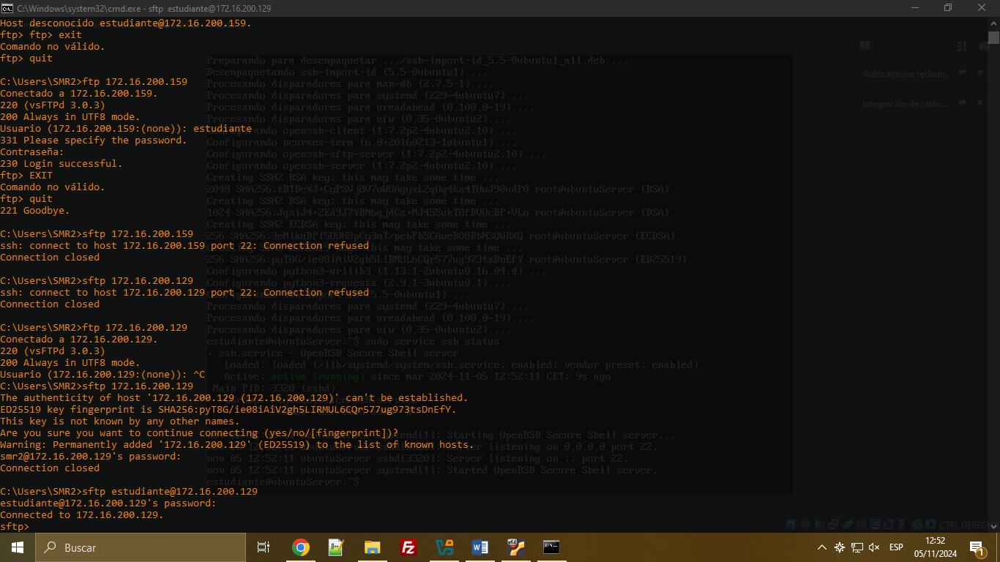 C:\Windows\system32\cmd.exe - sftp  estudiante@172.16.200.129
Host desconocido estudiante@172.16.200.159.
ftp> ftp> exit
Comando no válido.
ftp> quit
C:\Users\SMR2>ftp 172.16.200.159
Conectado a 172.16.200.159.
220 (vsFTPd 3.0.3)
200 Always in UTF8 mode.
Usuario (172.16.200.159:(none)): estudiante
331 Please specify the password.
Contraseña:
230 Login successful.
ftp> EXIT
Comando no válido.
ftp> quit
221 Goodbye.
C:\Users\SMR2>sftp 172.16.200.159
ssh: connect to host 172.16.200.159 port 22: Connection refused
Connection closed
C:\Users\SMR2>sftp 172.16.200.129
ssh: connect to host 172.16.200.129 port 22: Connection refused
Connection closed
C:\Users\SMR2>ftp 172.16.200.129
Conectado a 172.16.200.129.
220 (vsFTPd 3.0.3)
200 Always in UTF8 mode.
Usuario (172.16.200.129:(none)): ^C
C:\Users\SMR2>sftp 172.16.200.129
The authenticity of host '172.16.200.129 (172.16.200.129)' can't be established.
ED25519 key fingerprint is SHA256:pyT8G/ie08iAiV2gh5LIRMUL6CQr577ug973tsDnEfY.
This key is not known by any other names.
Are you sure you want to continue connecting (yes/no/[fingerprint])?
Warning: Permanently added '172.16.200.129' (ED25519) to the list of known hosts.
smr2@172.16.200.129's password:
Connection closed
C:\Users\SMR2>sftp estudiante@172.16.200.129
estudiante@172.16.200.129's password:
Connected to 172.16.200.129.
sftp>
Preparando para desempaquetar .../ssh-import-id_5.5-0ubuntu1_all.deb ...
Desempaquetando ssh-import-id (5.5-0ubuntu1) ...
Procesando disparadores para man-db (2.7.5-1) ...
Procesando disparadores para systemd (229-4ubuntu7) ...
Procesando disparadores para ureadahead (0.100.0-19) ...
Procesando disparadores para ufw (0.35-0ubuntu2) ...
Configurando openssh-client (1:7.2p2-4ubuntu2.10) ...
Configurando ncurses-term (6.0+20160213-1ubuntu1) ...
Configurando openssh-sftp-server (1:7.2p2-4ubuntu2.10) ...
Configurando openssh-server (1:7.2p2-4ubuntu2.10) ...
Creating SSH2 RSA key; this may take some time ...
root@ubuntuServer (RSA)
Creating SSH2 DSA key; this may take some time ...
root@ubuntuServer (DSA)
Creating SSH2 ECDSA key; this may take some time ...
root@ubuntuServer (ECDSA)
key; this may take some time ...
256 SHA256:pyT8G/ie08iAiV2gh5LIRMUL6CQr577ug973tsDnEfY root@ubuntuServer (ED25519)
Configurando python3-urllib3 (1.13.1-2ubuntu0.16.04.4) ...
Configurando python3-requests (2.9.1-3ubuntu0.1) ...
(5.5-0ubuntu1) ...
Procesando disparadores para systemd (229-4ubuntu7) ...
Procesando disparadores para ureadahead (0.100.0-19) ...
Procesando disparadores para ufw (0.35-0ubuntu2) ...
estudiante@ubuntuServer:~$ sudo service ssh status
ssh.service - OpenBSD Secure Shell server
Loaded: loaded (/lib/systemd/system/ssh.service; enabled; vendor preset: enabled)
Active: active (running) since mar 2024-11-05 12:52:11 CET; 9s ago
Main PID: 3320 (sshd)
systemd[1]: Starting OpenBSD Secure Shell server...
listening on 0.0.0.0 port 22.
nov 05 12:52:11 ubuntuServer sshd[3320]: Server listening on :: port 22.
nov 05 12:52:11 ubuntuServer systemd[1]: Started OpenBSD Secure Shell server.
estudiante@ubuntuServer:~$
Autocapturar teclado...
Integración de ratón...
CTRL DERECH
Buscar
ESP
12:52
05/11/2024
1